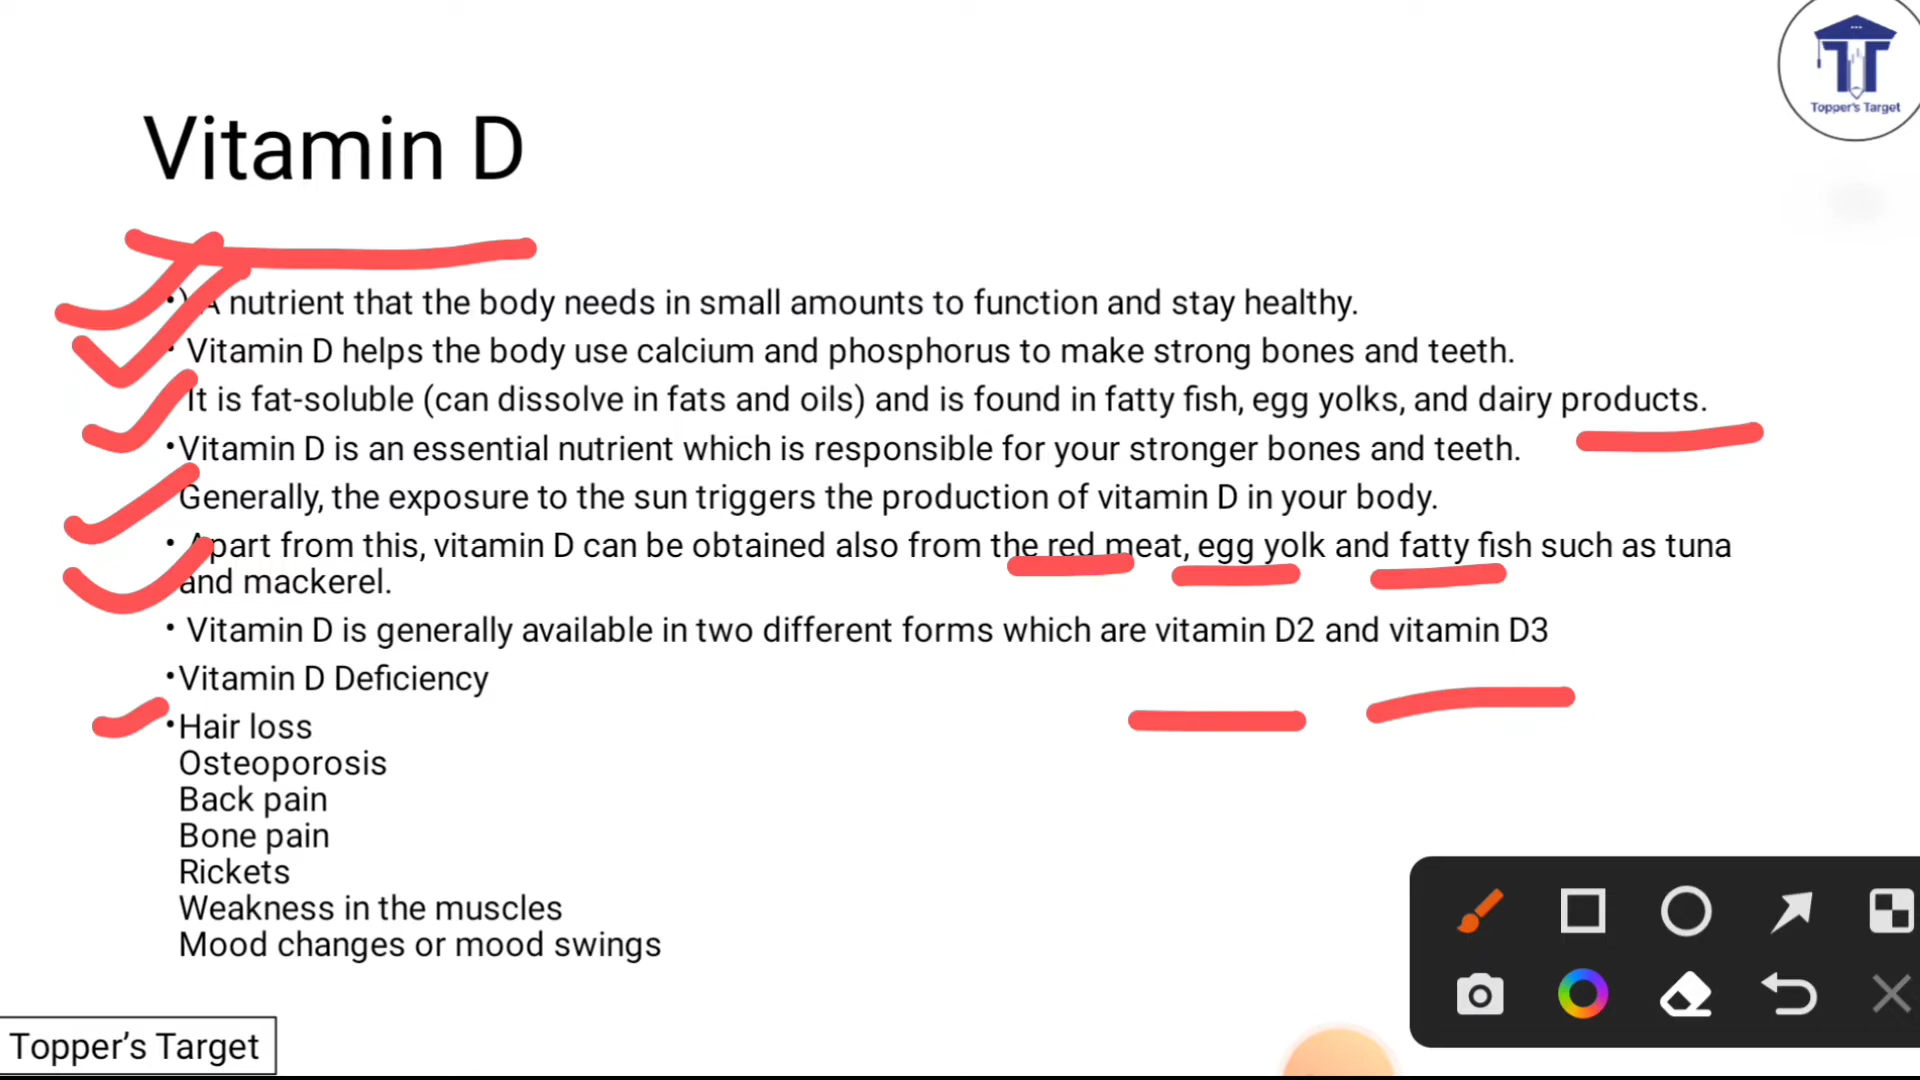 Topper's Target
Vitamin D
•) A nutrient that the body needs in small amounts to function and stay healthy.
• Vitamin D helps the body use calcium and phosphorus to make strong bones and teeth.
It is fat-soluble (can dissolve in fats and oils) and is found in fatty fish, egg yolks, and dairy products.
•Vitamin D is an essential nutrient which is responsible for your stronger bones and teeth.
Generally, the exposure to the sun triggers the production of vitamin D in your body.
• Apart from this, vitamin D can be obtained also from the red meat, egg yolk and fatty fish such as tuna
and mackerel.
• Vitamin D is generally available in two different forms which are vitamin D2 and vitamin D3
•Vitamin D Deficiency
•Hair loss
Osteoporosis
Back pain
Bone pain
Rickets
Weakness in the muscles
Mood changes or mood swings
Topper’s Target